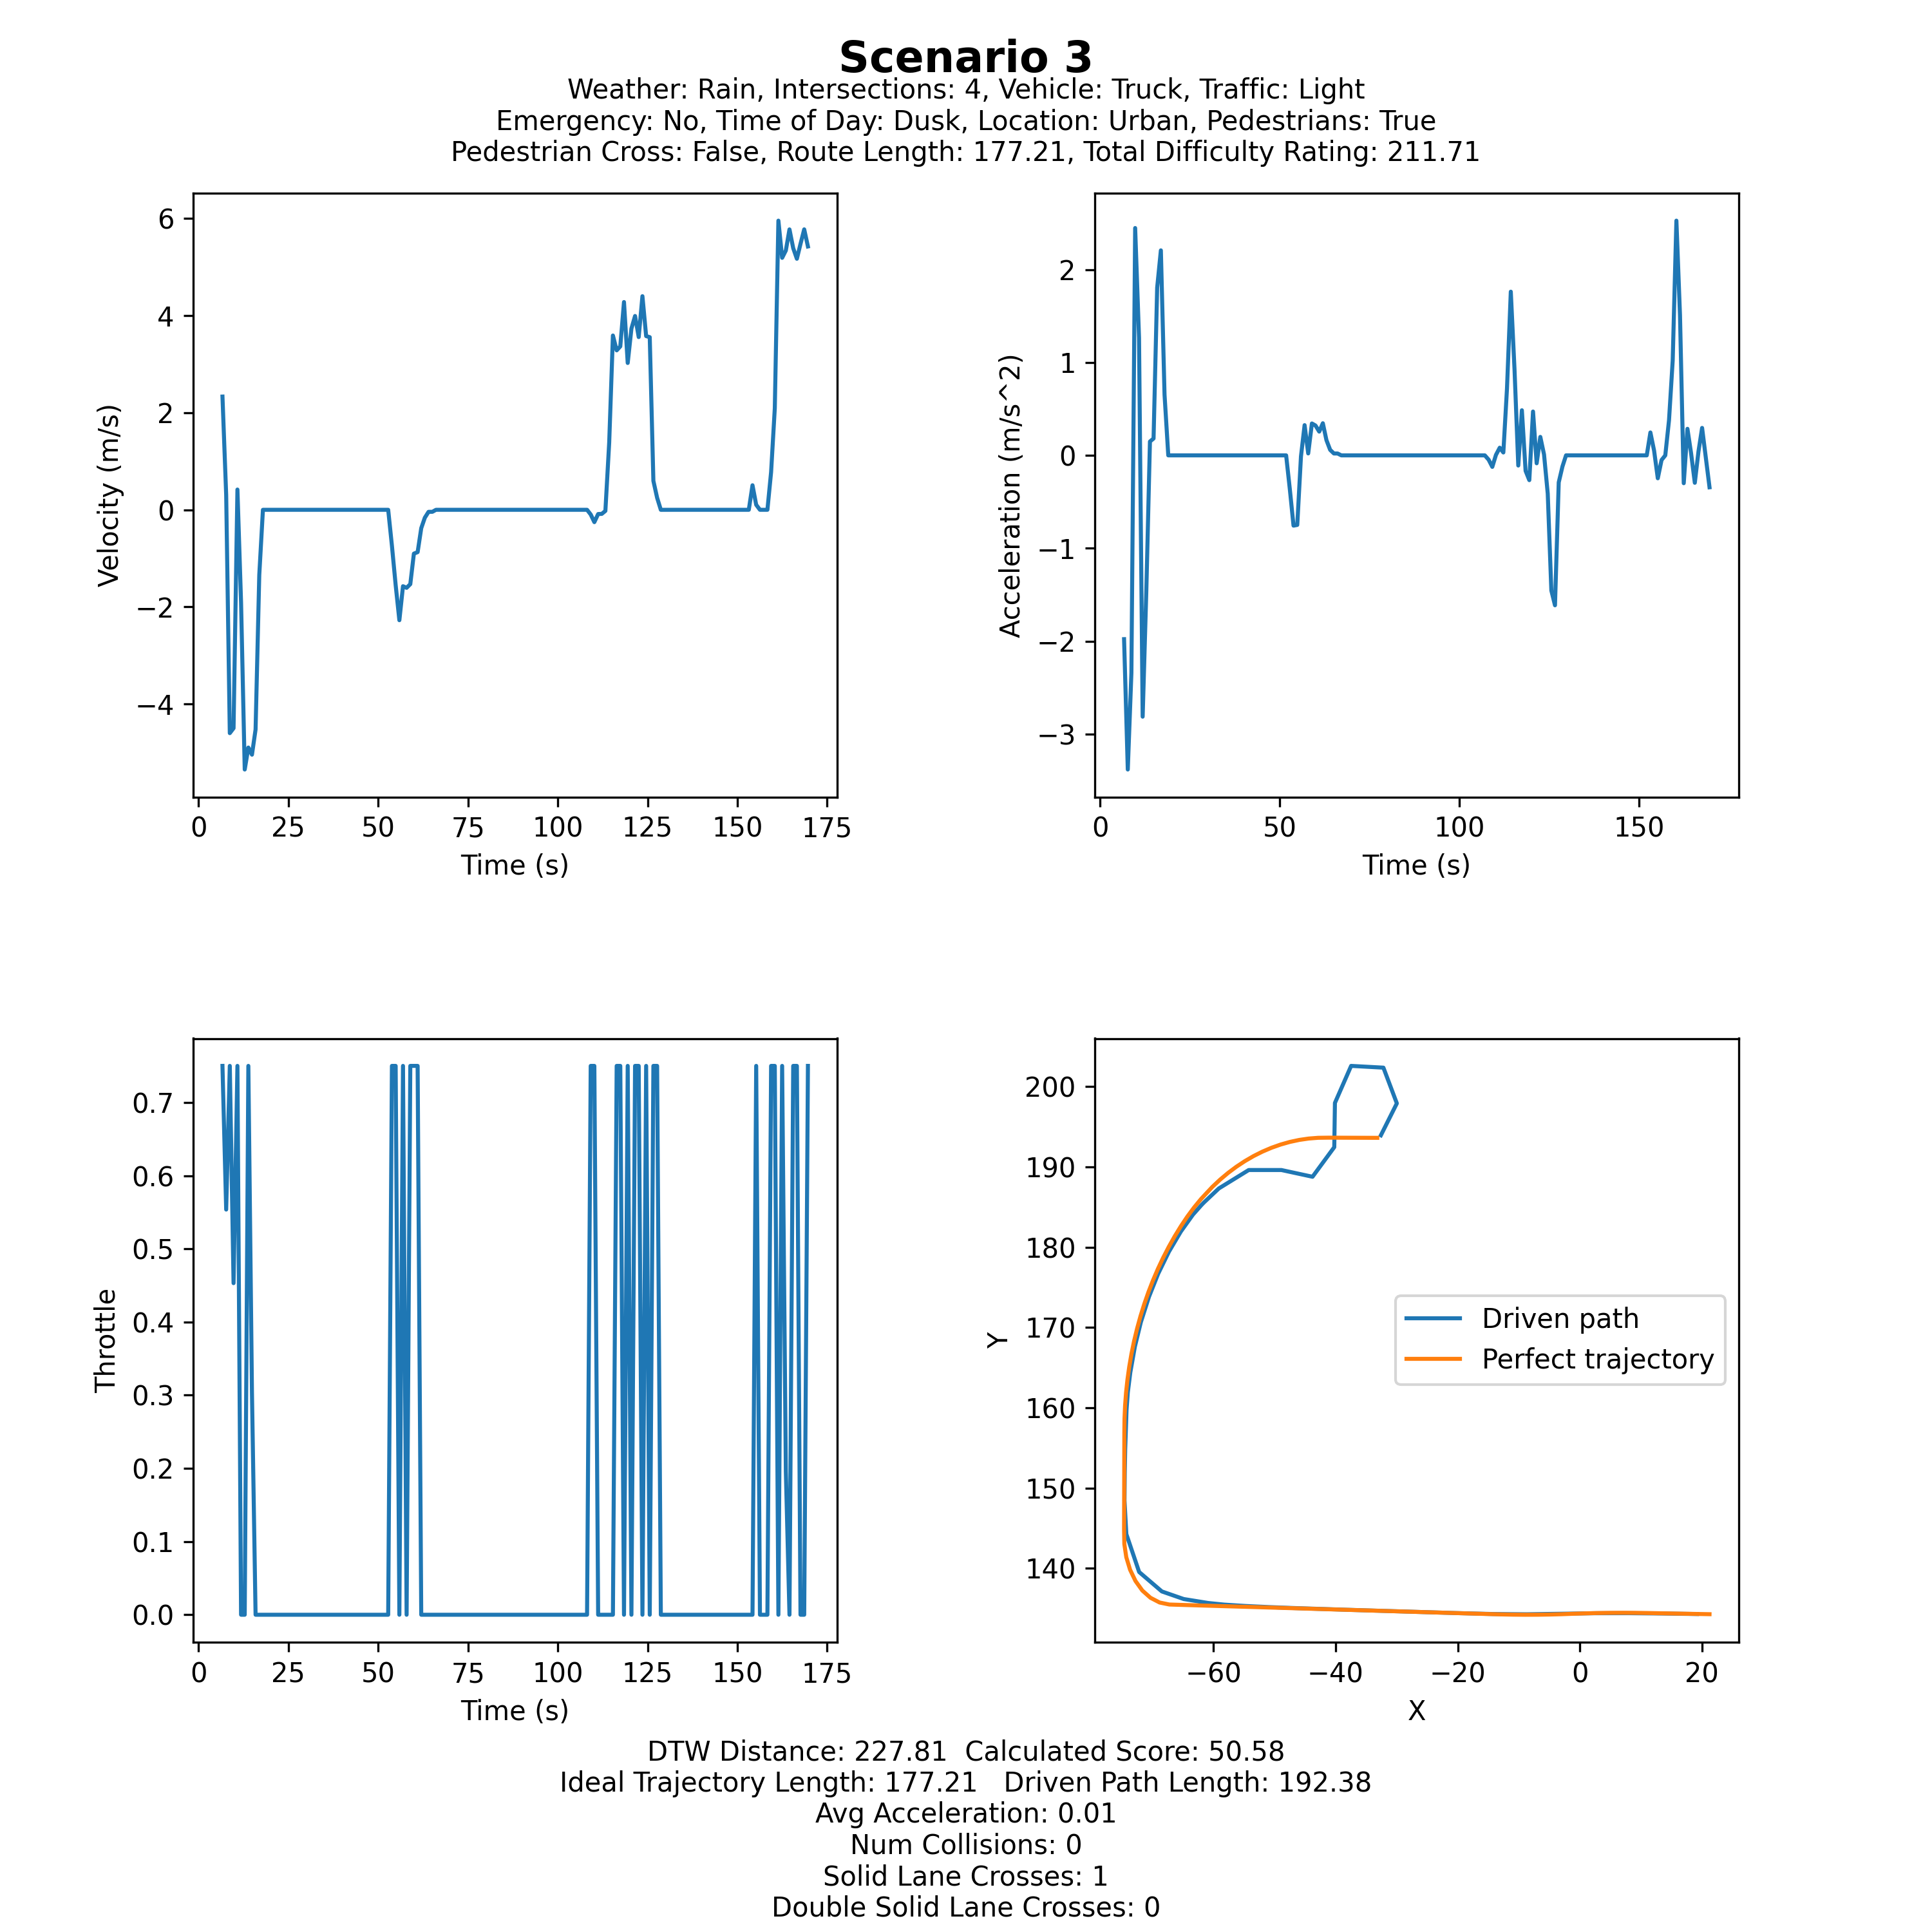 Scenario 3
Weather: Rain, Intersections: 4, Vehicle: Truck, Traffic: Light
Emergency: No, Time of Day: Dusk, Location: Urban, Pedestrians: True
Pedestrian Cross: False, Route Length: 177.21, Total Difficulty Rating: 211.71
6
4
2
0
−2
−4
Velocity (m/s)
0 25 50 75 100 125 150 175
Time (s)
2
1
0
−1
−2
−3
Acceleration (m/s^2)
0 50 100 150
Time (s)
0.7
0.6
0.5
0.4
0.3
0.2
0.1
0.0
Throttle
0 25 50 75 100 125 150 175
Time (s)
200
190
180
170
160
150
140
Y
Driven path
Perfect trajectory
−60 −40 −20 0 20
X
DTW Distance: 227.81  Calculated Score: 50.58
Ideal Trajectory Length: 177.21   Driven Path Length: 192.38
Avg Acceleration: 0.01
Num Collisions: 0
Solid Lane Crosses: 1
Double Solid Lane Crosses: 0